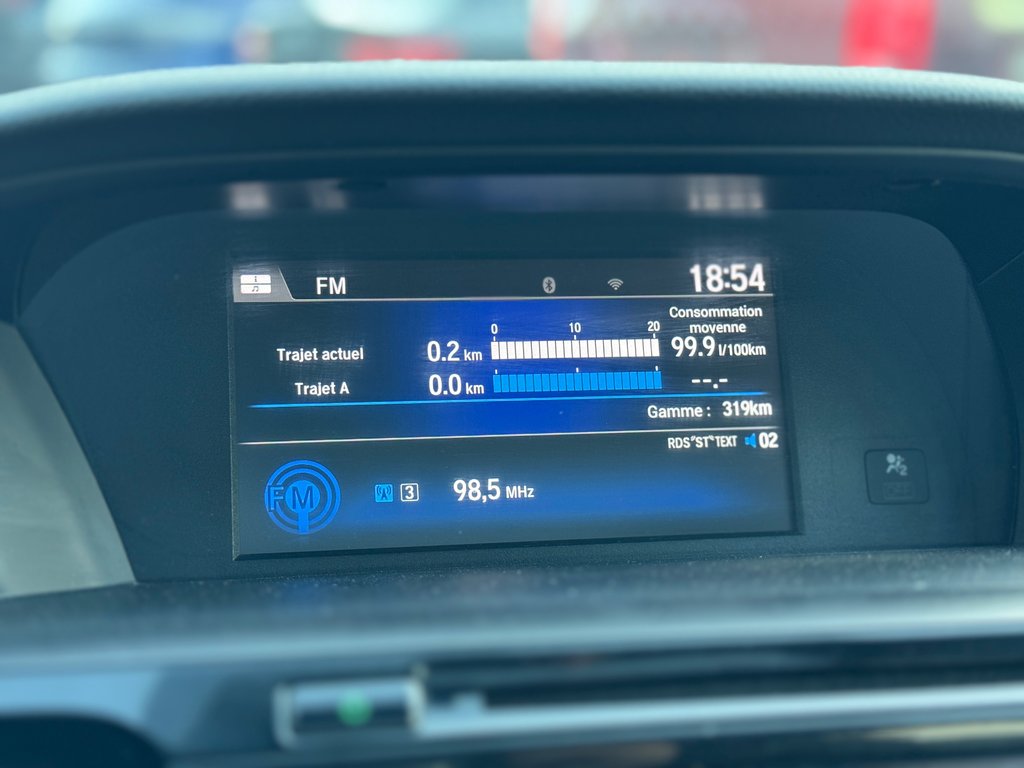 FM 18:54
0 10 20 Consommation
moyenne
Trajet actuel 0.2 km 99.9 l/100km
Trajet A 0.0 km --.-
Gamme : 319km
RDS "ST" TEXT 02
FM 3 98,5 MHz
2